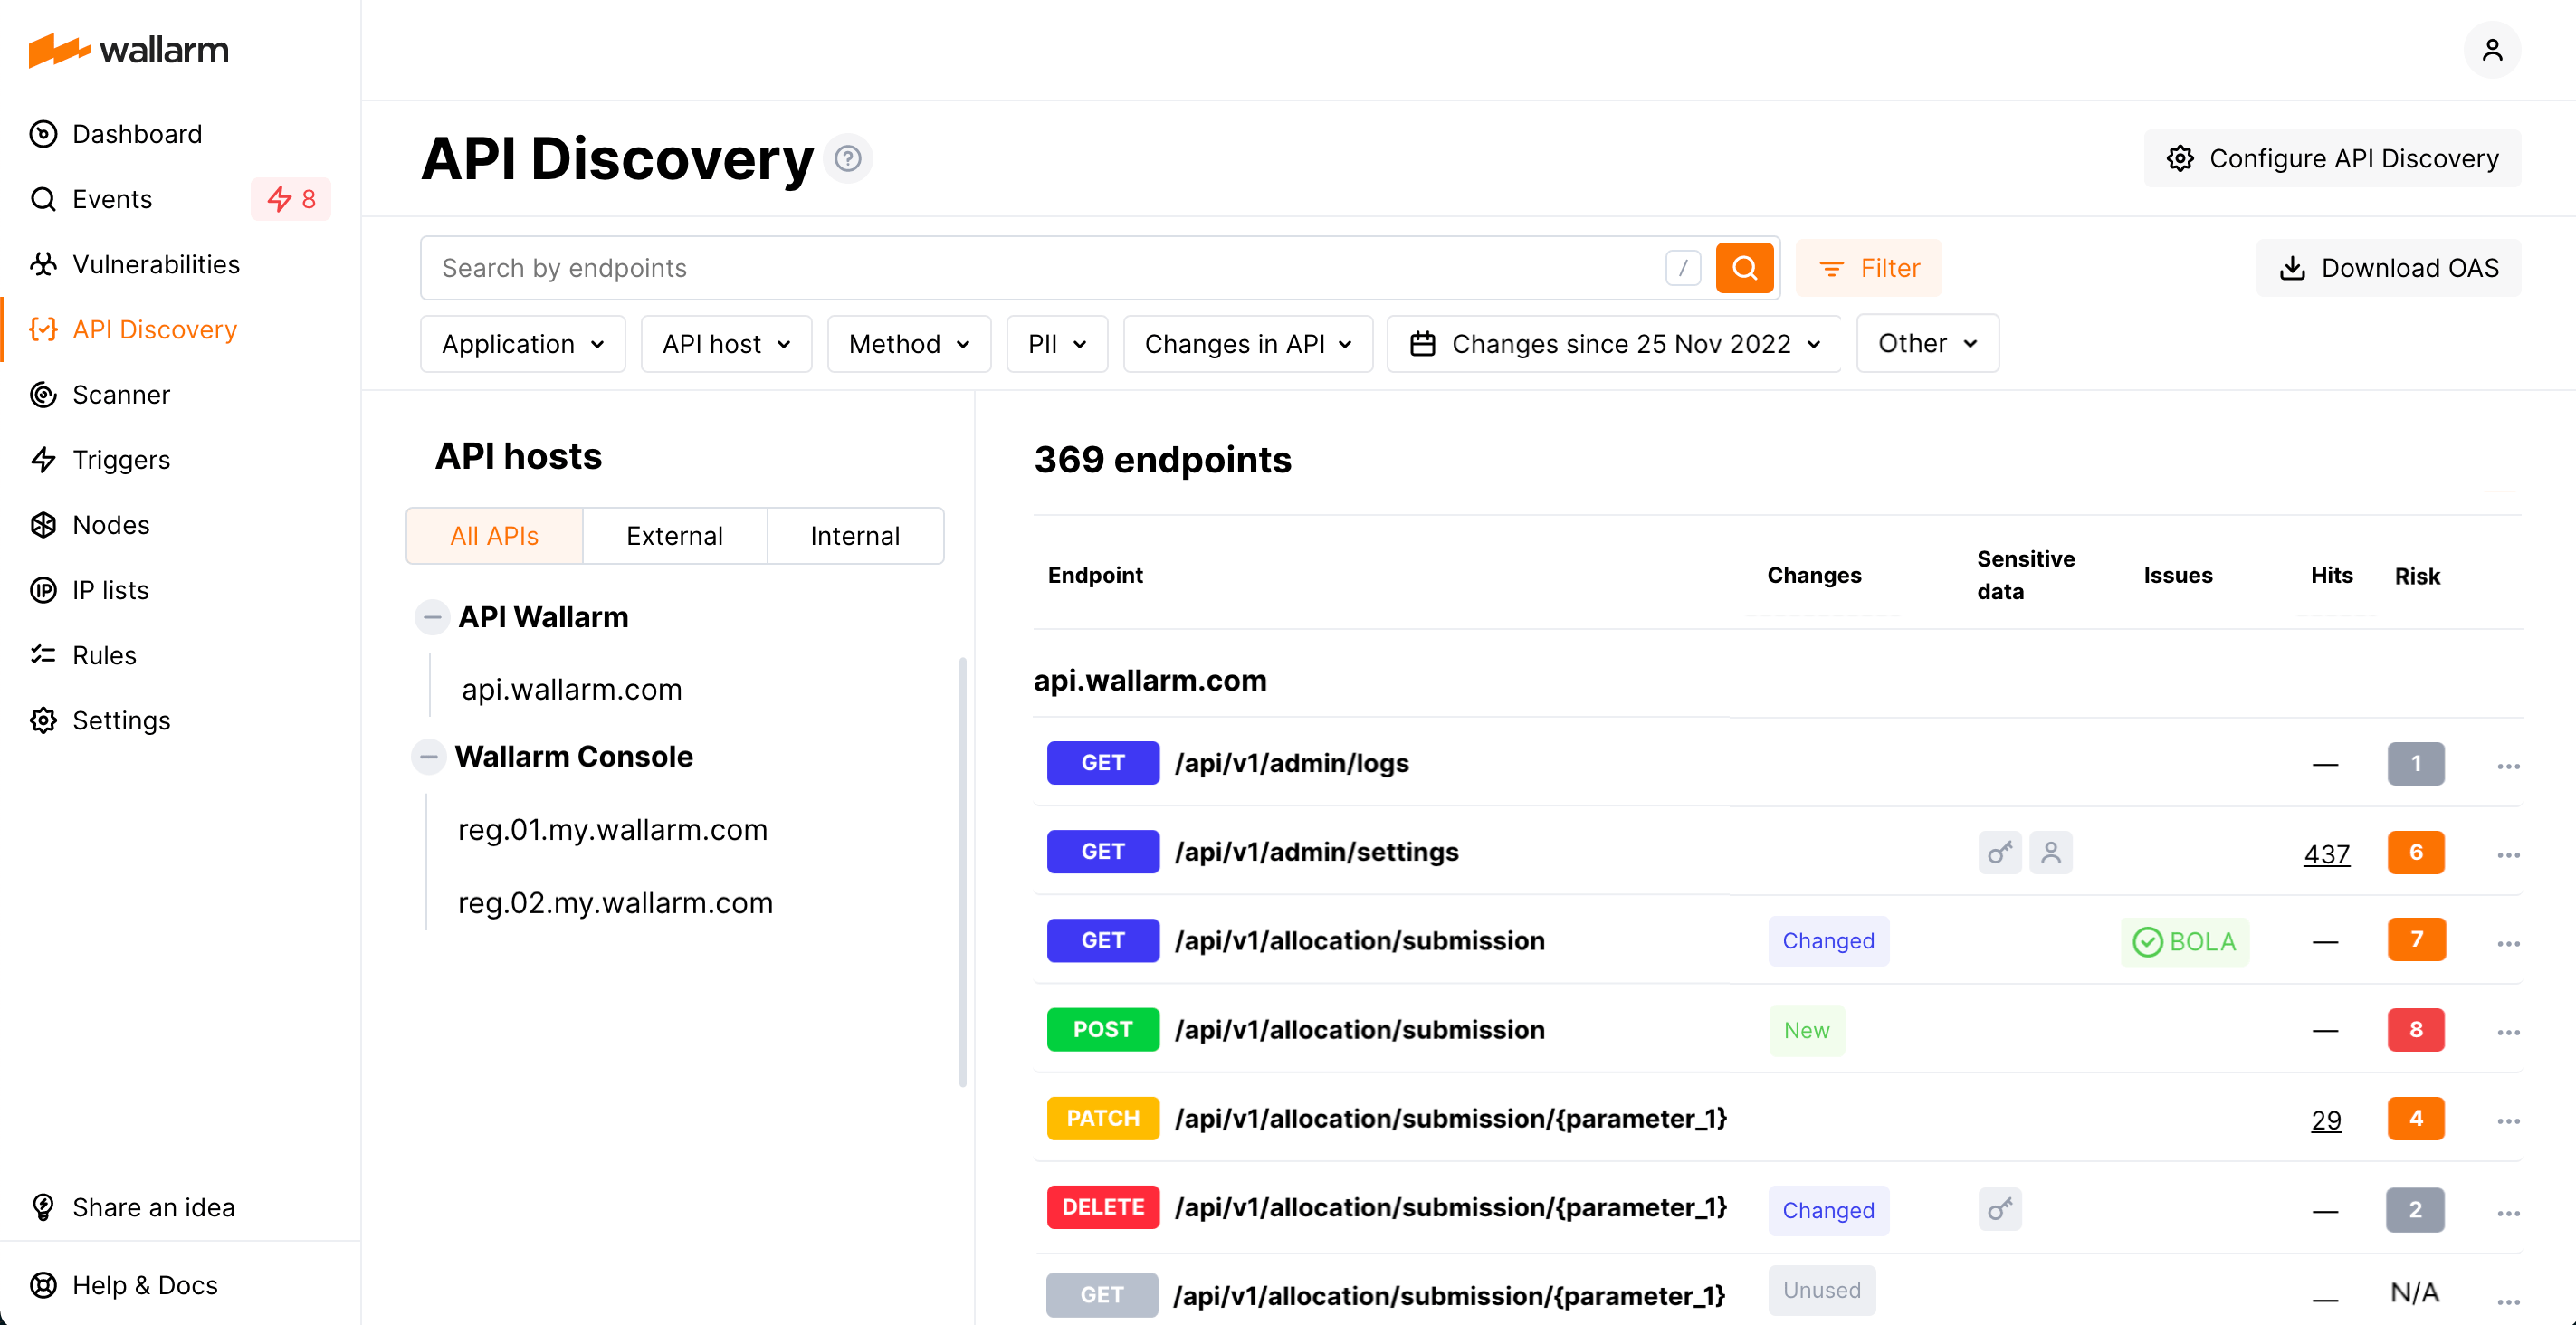 wallarm
Dashboard
Events
8
Vulnerabilities
API Discovery
Scanner
Triggers
Nodes
IP lists
Rules
Settings
Share an idea
Help & Docs
API Discovery
?
Configure API Discovery
Search by endpoints
/
Filter
Download OAS
Application
API host
Method
PII
Changes in API
Changes since 25 Nov 2022
Other
API hosts
All APIs External Internal
API Wallarm
api.wallarm.com
Wallarm Console
reg.01.my.wallarm.com
reg.02.my.wallarm.com
369 endpoints
Endpoint Changes Sensitive data Issues Hits Risk
api.wallarm.com
GET /api/v1/admin/logs — 1 ...
GET /api/v1/admin/settings 437 6 ...
GET /api/v1/allocation/submission Changed BOLA — 7 ...
POST /api/v1/allocation/submission New — 8 ...
PATCH /api/v1/allocation/submission/{parameter_1} 29 4 ...
DELETE /api/v1/allocation/submission/{parameter_1} Changed — 2 ...
GET /api/v1/allocation/submission/{parameter_1} Unused — N/A ...